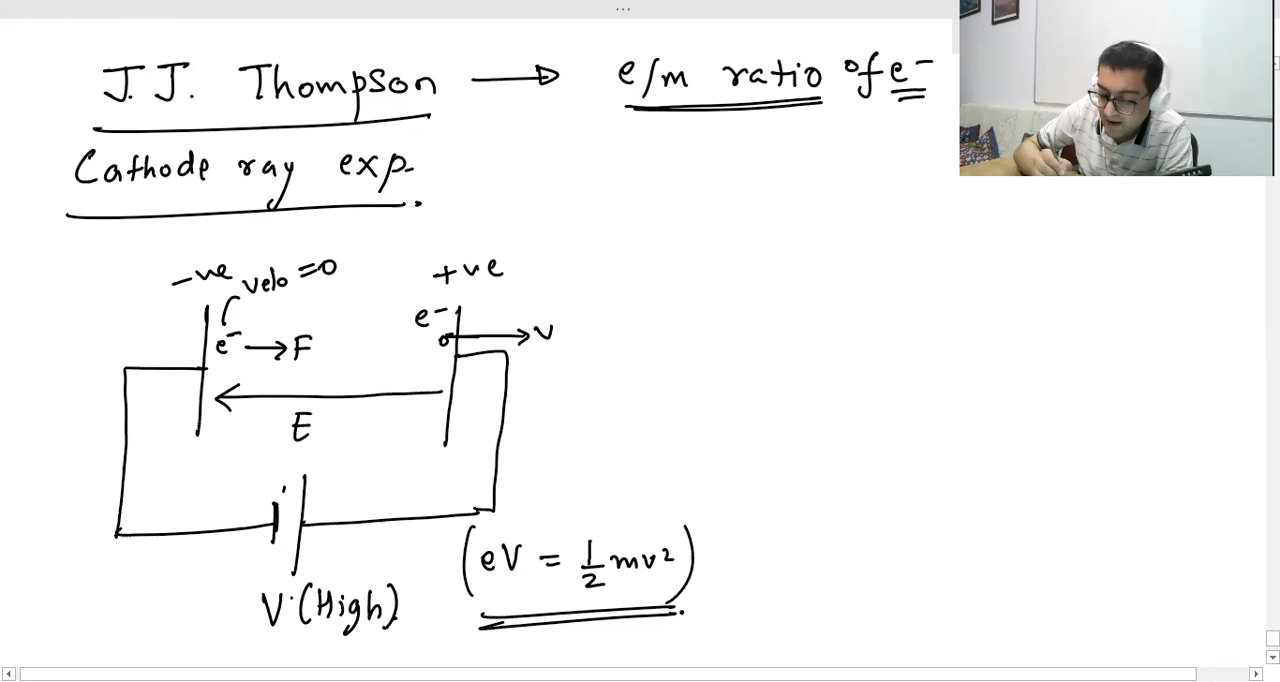 J.J. Thompson → e/m ratio of e-
Cathode ray exp.
-ve velo =0 +ve
e- → F
e- → v
E
V (High)
(eV = 1/2 mv²)